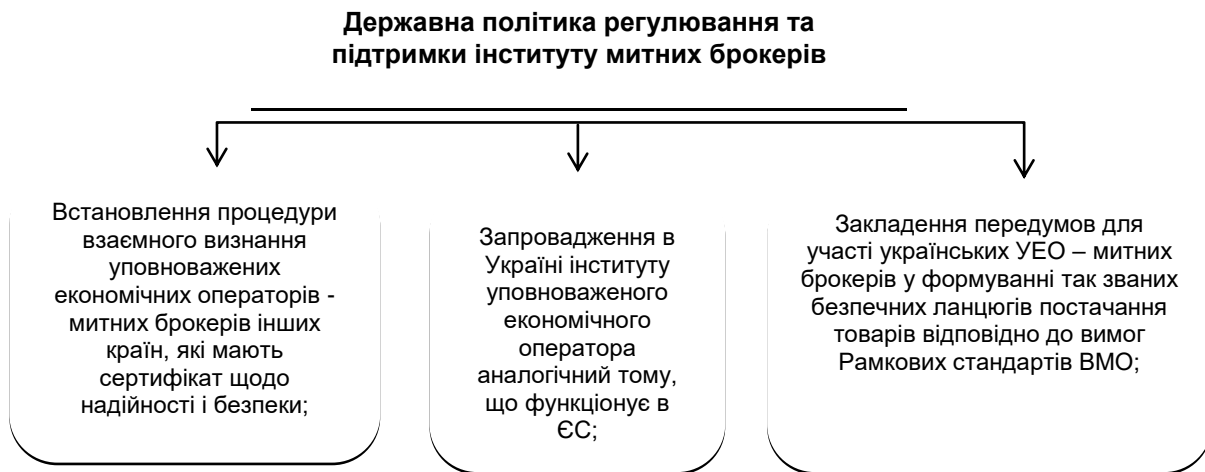 Державна політика регулювання та
підтримки інституту митних брокерів
Встановлення процедури
взаємного визнання
уповноважених
економічних операторів -
митних брокерів інших
країн, які мають
сертифікат щодо
надійності і безпеки;
Запровадження в
Україні інституту
уповноваженого
економічного
оператора
аналогічний тому,
що функціонує в
ЄС;
Закладення передумов для
участі українських УЕО – митних
брокерів у формуванні так званих
безпечних ланцюгів постачання
товарів відповідно до вимог
Рамкових стандартів ВМО;